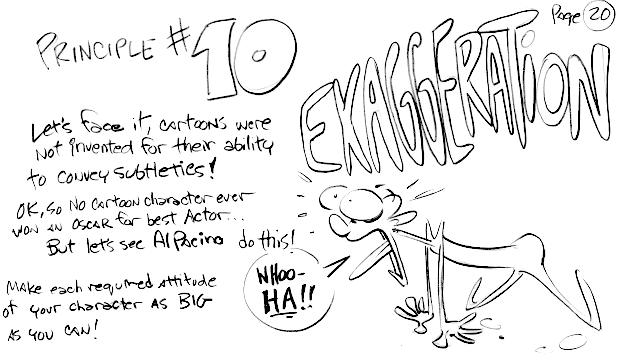 Page 20
PRINCIPLE #10
EXAGGERATION
Let's face it, cartoons were
not invented for their ability
to convey subtleties!
OK, so no cartoon character ever
won an Oscar for best Actor...
But let's see Al Pacino do this!
WHOO-
HA!!
Make each required attitude
of your character as BIG
as you can!